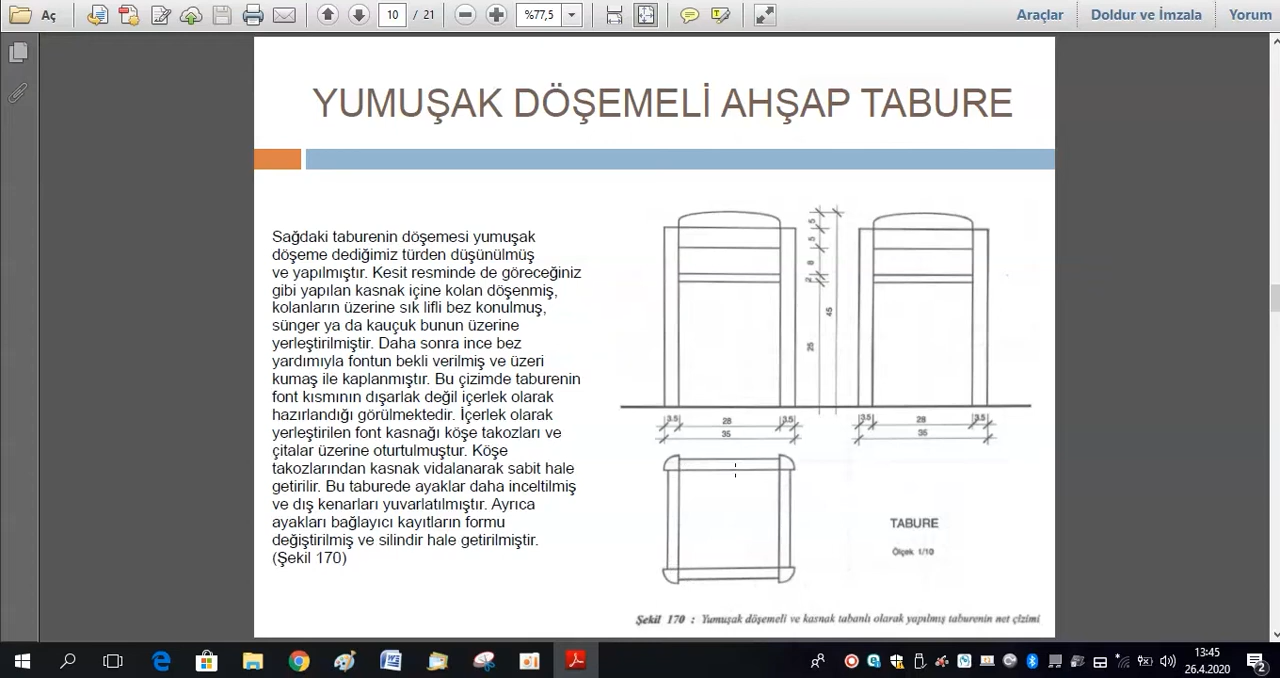 Aç
10 / 21
%77,5
Araçlar
Doldur ve İmzala
Yorum
YUMUŞAK DÖŞEMELİ AHŞAP TABURE
Sağdaki taburenin döşemesi yumuşak
döşeme dediğimiz türden düşünülmüş
ve yapılmıştır. Kesit resminde de göreceğiniz
gibi yapılan kasnak içine kolan döşenmiş,
kolanların üzerine sık lifli bez konulmuş,
sünger ya da kauçuk bunun üzerine
yerleştirilmiştir. Daha sonra ince bez
yardımıyla fontun bekli verilmiş ve üzeri
kumaş ile kaplanmıştır. Bu çizimde taburenin
font kısmının dışarlak değil içerlek olarak
hazırlandığı görülmektedir. İçerlek olarak
yerleştirilen font kasnağı köşe takozları ve
çitalar üzerine oturtulmuştur. Köşe
takozlarından kasnak vidalanarak sabit hale
getirilir. Bu taburede ayaklar daha inceltilmiş
ve dış kenarları yuvarlatılmıştır. Ayrıca
ayakları bağlayıcı kayıtların formu
değiştirilmiş ve silindir hale getirilmiştir.
(Şekil 170)
5
5
8
2
45
25
3.5 28 3.5
35
3.5 28 3.5
35
TABURE
Ölçek 1/10
Şekil 170 : Yumuşak döşemeli ve kasnak tabanlı olarak yapılmış taburenin net çizimi
13:45
26.4.2020
2